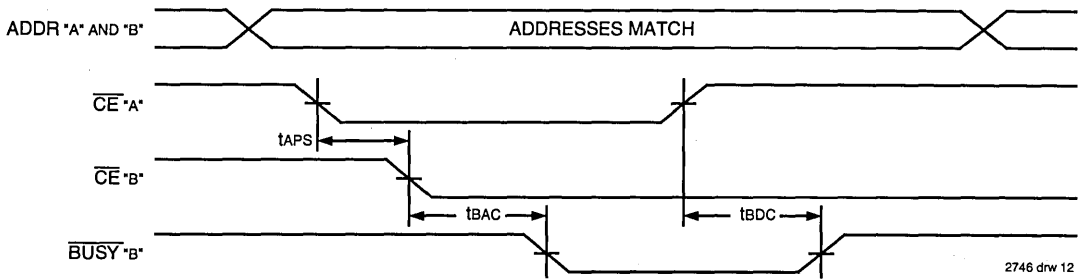 ADDR "A" AND "B"
ADDRESSES MATCH
CE "A"
tAPS
CE "B"
tBAC
tBDC
BUSY "B"
2746 drw 12